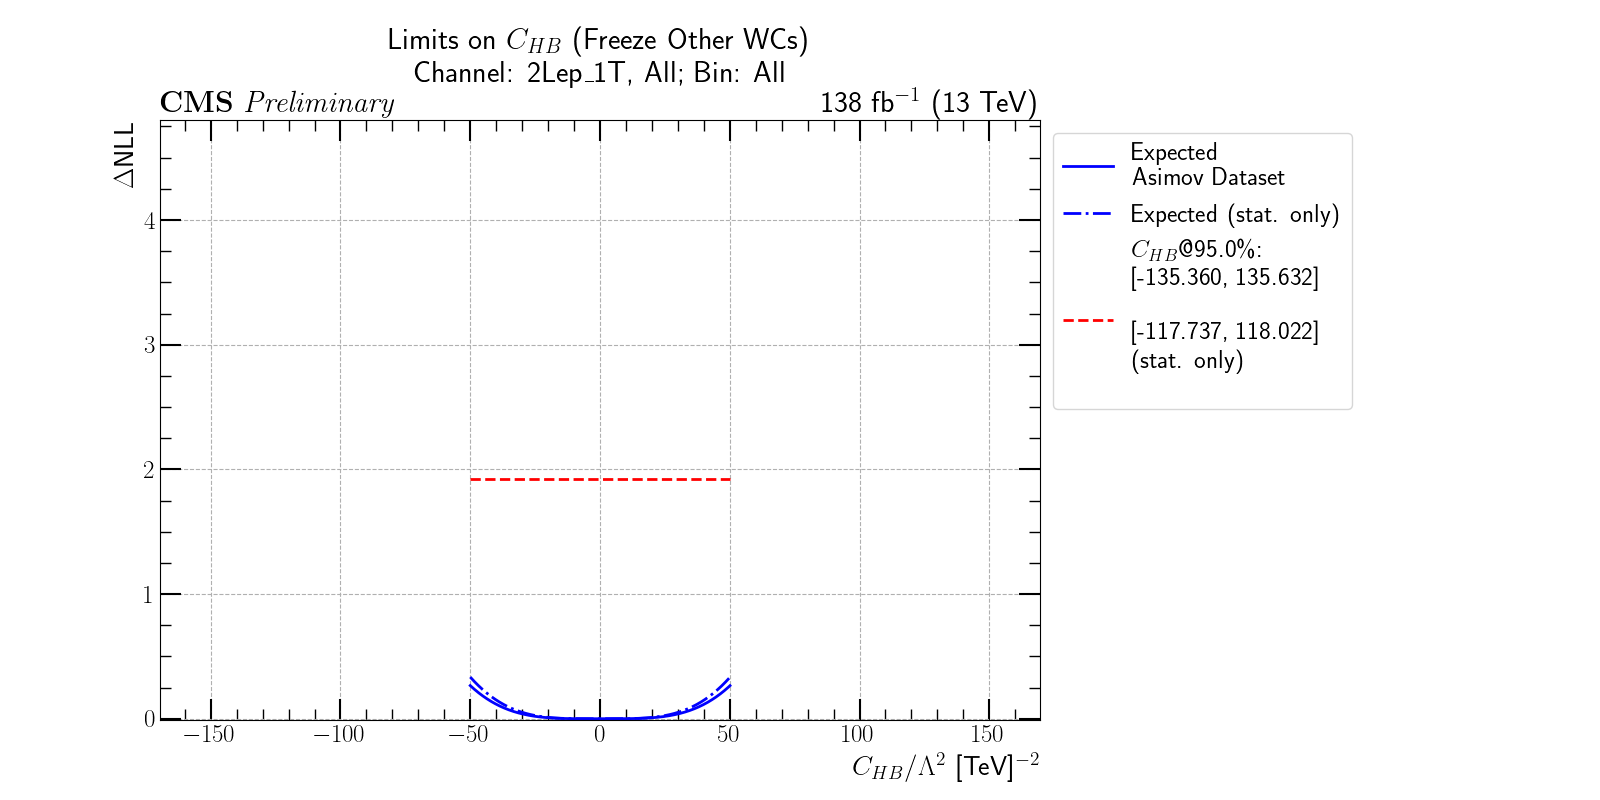 Limits on C_{HB} (Freeze Other WCs)
Channel: 2Lep_1T, All; Bin: All
CMS Preliminary
138 fb^{-1} (13 TeV)
ΔNLL
4
3
2
1
0
−150
−100
−50
0
50
100
150
C_{HB}/Λ^2 [TeV]^{-2}
Expected
Asimov Dataset
Expected (stat. only)
C_{HB}@95.0%:
[-135.360, 135.632]
[-117.737, 118.022]
(stat. only)